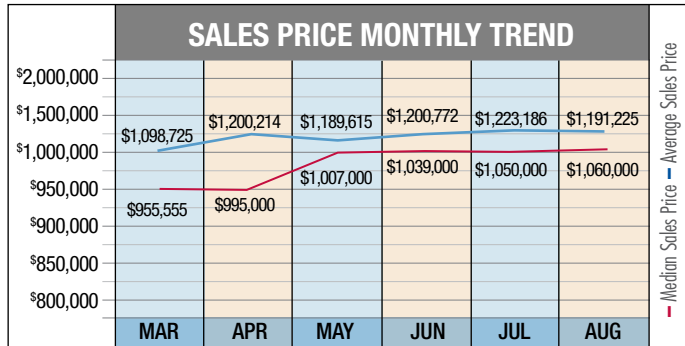 SALES PRICE MONTHLY TREND
$2,000,000
$1,500,000
$1,000,000
$950,000
$900,000
$850,000
$800,000
$1,098,725
$1,200,214
$1,189,615
$1,200,772
$1,223,186
$1,191,225
$955,555
$995,000
$1,007,000
$1,039,000
$1,050,000
$1,060,000
MAR
APR
MAY
JUN
JUL
AUG
Median Sales Price Average Sales Price